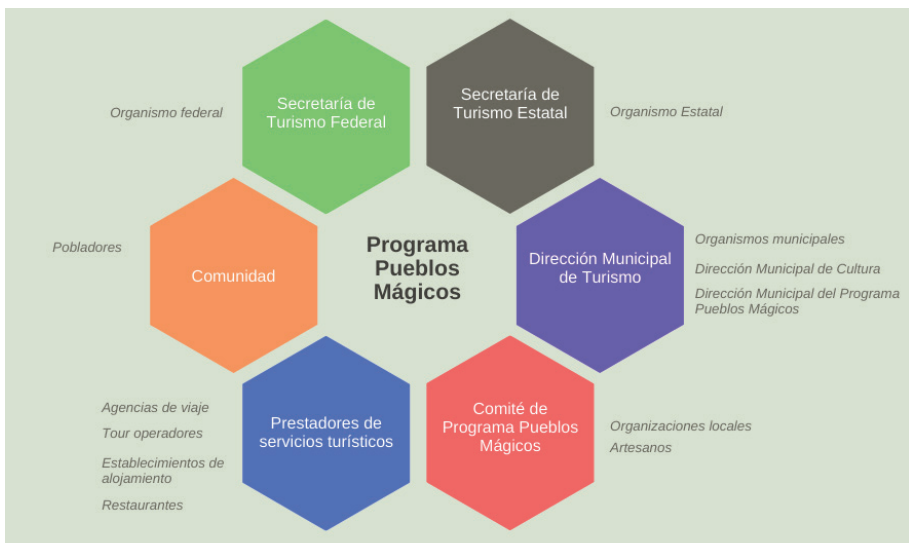 Secretaría de
Turismo Federal
Organismo federal
Secretaría de
Turismo Estatal
Organismo Estatal
Pobladores
Comunidad
Programa
Pueblos
Mágicos
Dirección Municipal
de Turismo
Organismos municipales
Dirección Municipal de Cultura
Dirección Municipal del Programa
Pueblos Mágicos
Agencias de viaje
Tour operadores
Establecimientos de
alojamiento
Restaurantes
Prestadores de
servicios turísticos
Comité de
Programa Pueblos
Mágicos
Organizaciones locales
Artesanos